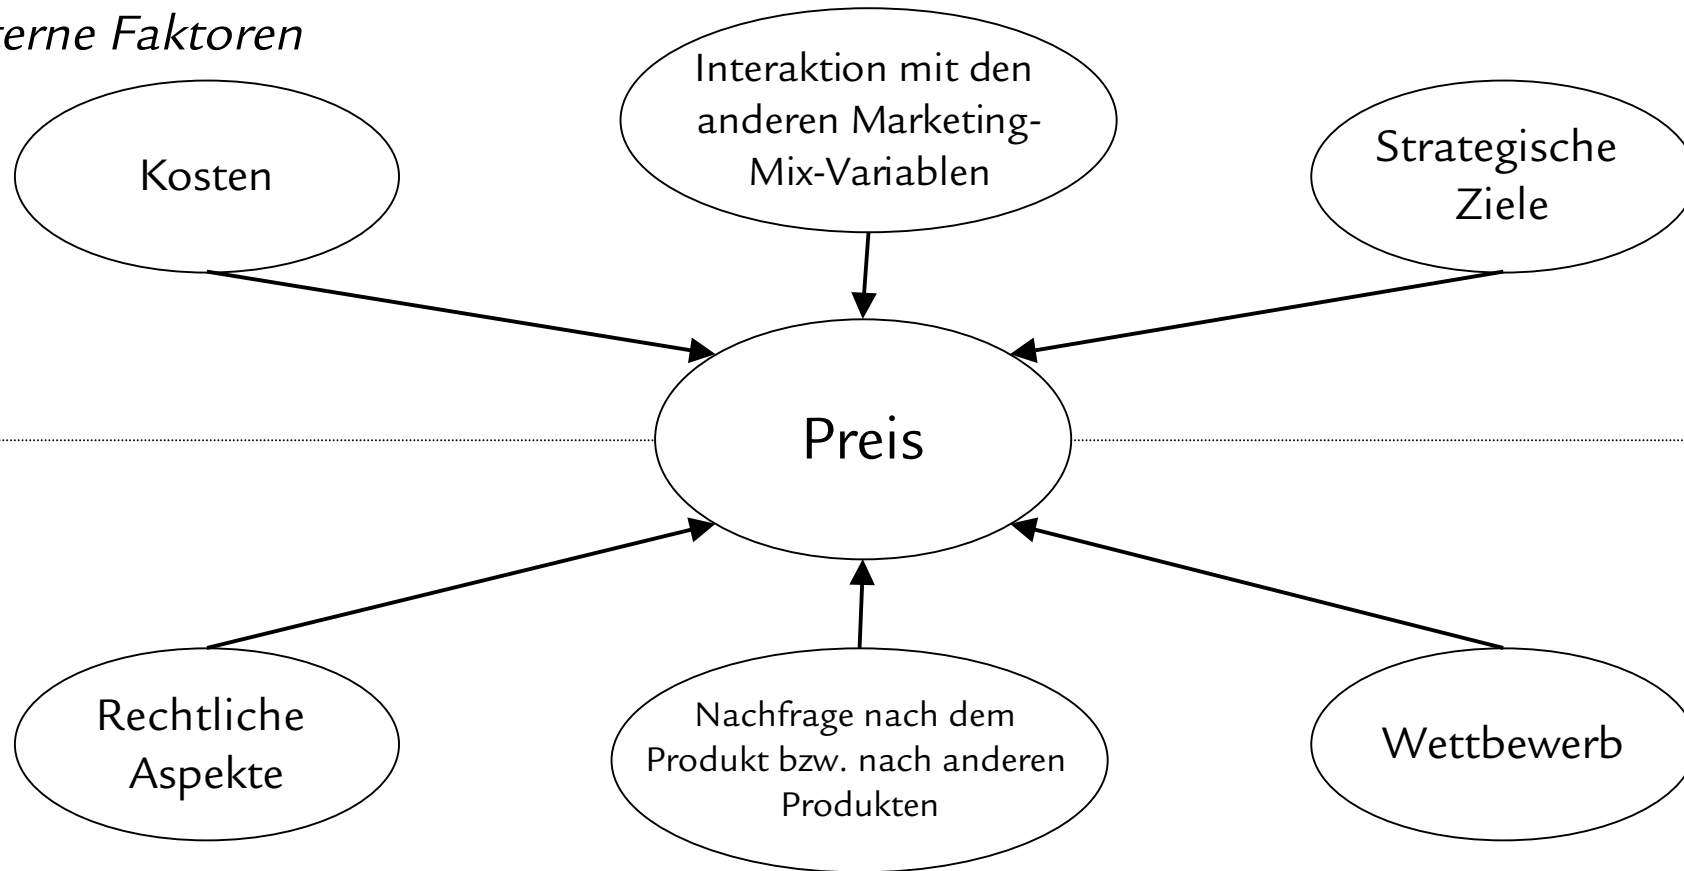 terne Faktoren
Interaktion mit den
anderen Marketing-
Mix-Variablen
Kosten
Strategische
Ziele
Preis
Rechtliche
Aspekte
Nachfrage nach dem
Produkt bzw. nach anderen
Produkten
Wettbewerb